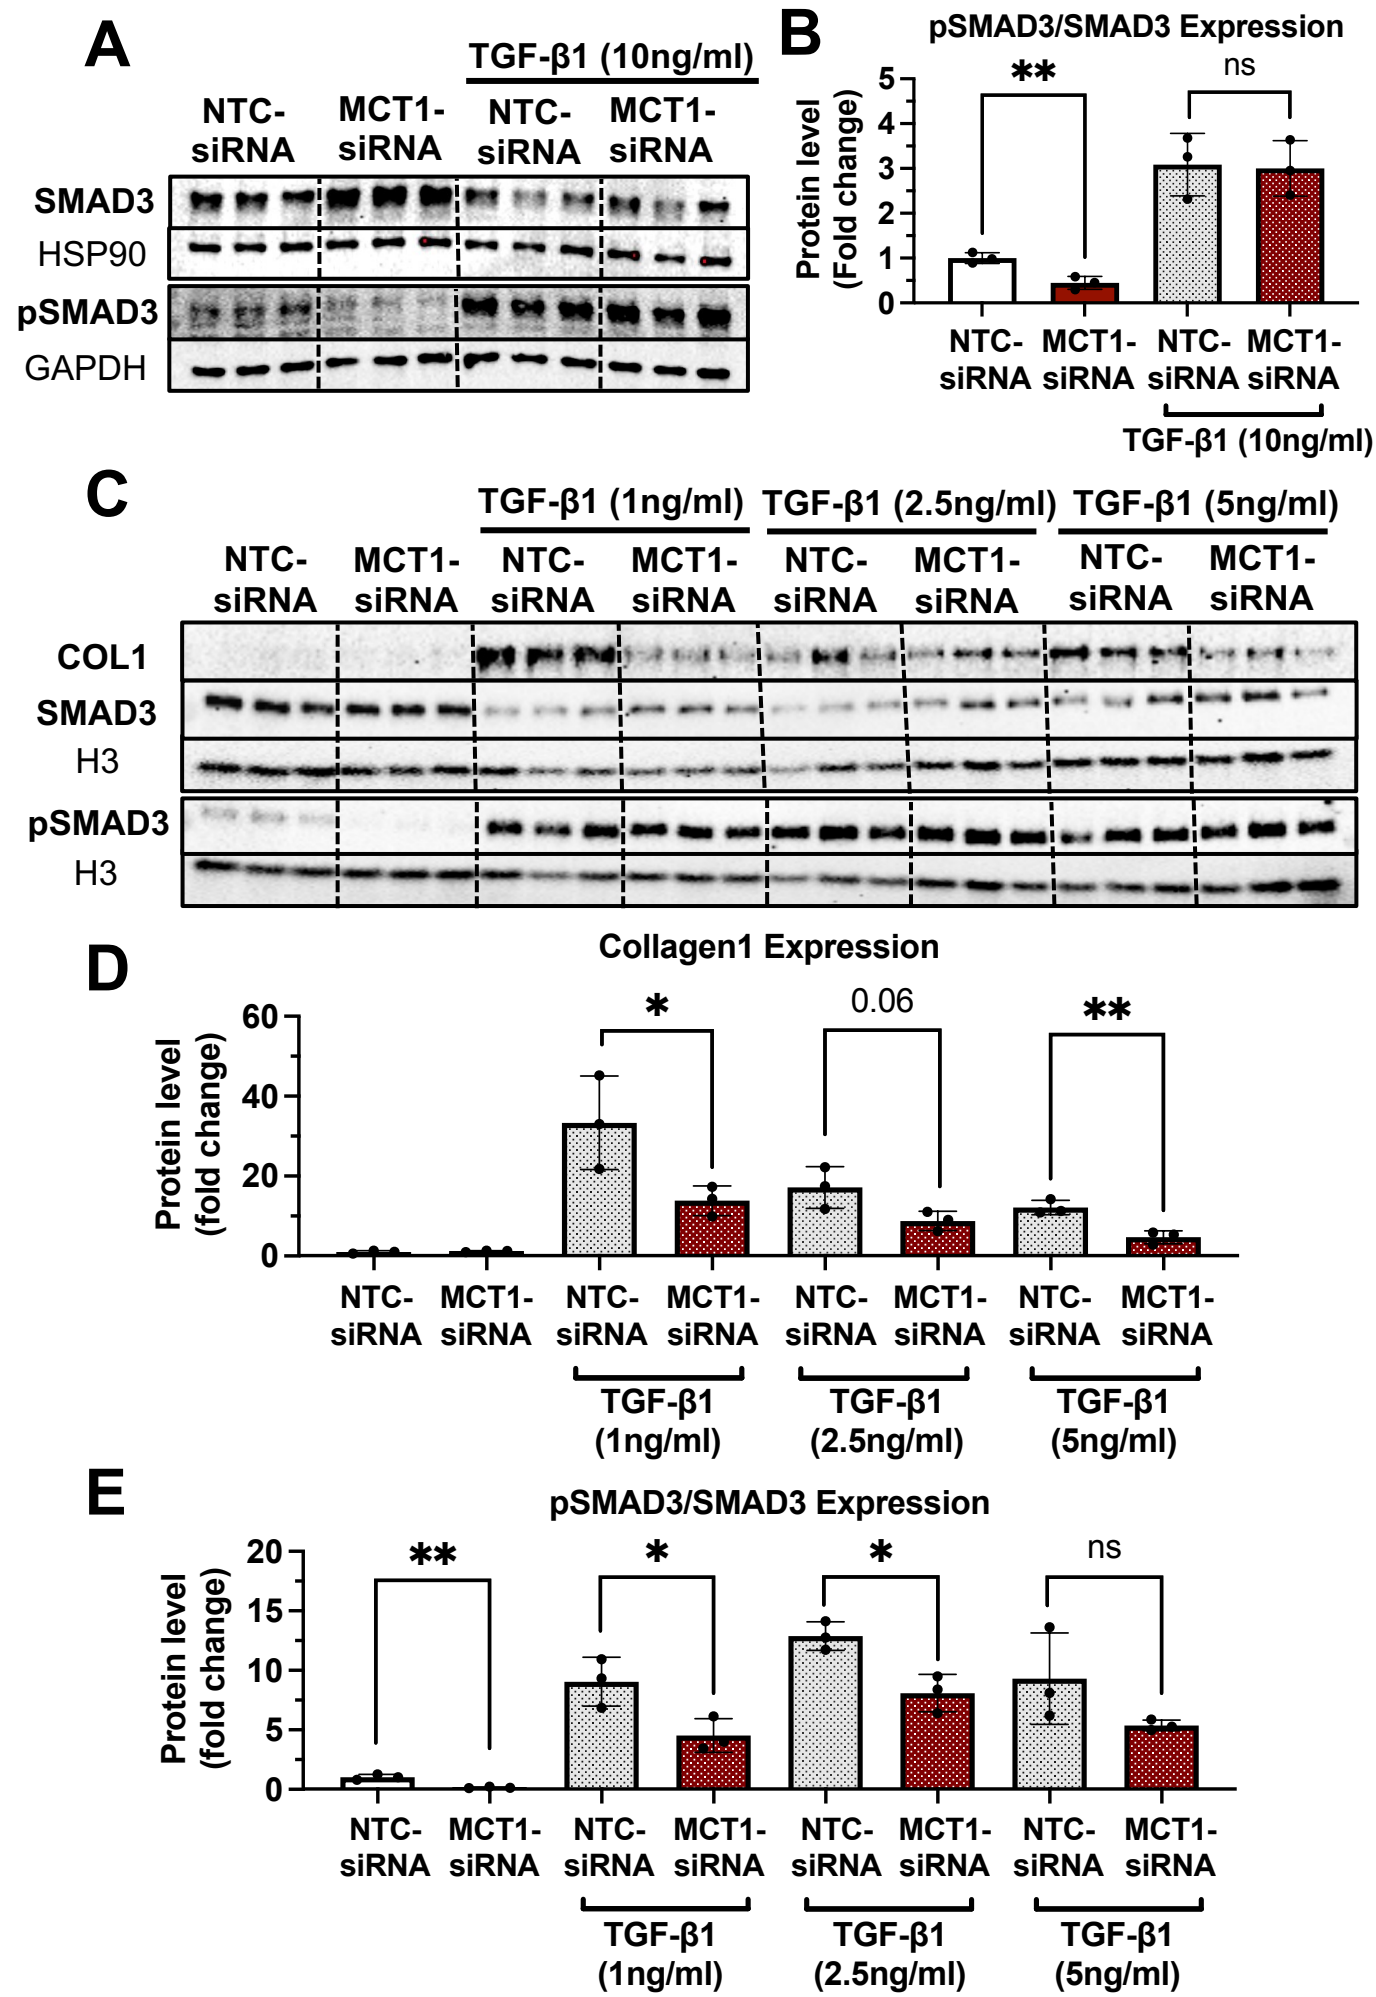 A
TGF-β1 (10ng/ml)
NTC- MCT1- NTC- MCT1-
siRNA siRNA siRNA siRNA
SMAD3
HSP90
pSMAD3
GAPDH
B
pSMAD3/SMAD3 Expression
** ns
Protein level
(Fold change)
5
4
3
2
1
0
NTC- MCT1- NTC- MCT1-
siRNA siRNA siRNA siRNA
TGF-β1 (10ng/ml)
C
TGF-β1 (1ng/ml) TGF-β1 (2.5ng/ml) TGF-β1 (5ng/ml)
NTC- MCT1- NTC- MCT1- NTC- MCT1- NTC- MCT1-
siRNA siRNA siRNA siRNA siRNA siRNA siRNA siRNA
COL1
SMAD3
H3
pSMAD3
H3
D
Collagen1 Expression
* 0.06 **
Protein level
(fold change)
60
40
20
0
NTC- MCT1- NTC- MCT1- NTC- MCT1- NTC- MCT1-
siRNA siRNA siRNA siRNA siRNA siRNA siRNA siRNA
TGF-β1 TGF-β1 TGF-β1
(1ng/ml) (2.5ng/ml) (5ng/ml)
E
pSMAD3/SMAD3 Expression
** * * ns
Protein level
(fold change)
20
15
10
5
0
NTC- MCT1- NTC- MCT1- NTC- MCT1- NTC- MCT1-
siRNA siRNA siRNA siRNA siRNA siRNA siRNA siRNA
TGF-β1 TGF-β1 TGF-β1
(1ng/ml) (2.5ng/ml) (5ng/ml)